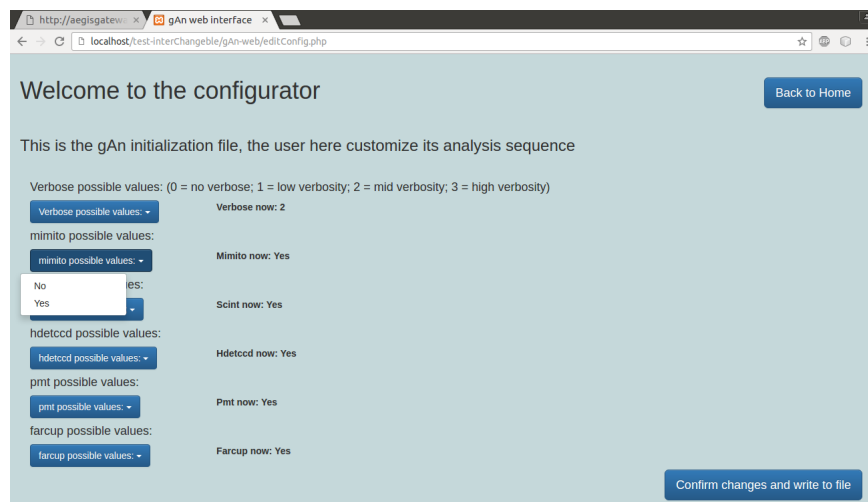 http://aegisgatew
gAn web interface
localhost/test-interChangeble/gAn-web/editConfig.php
Welcome to the configurator
Back to Home
This is the gAn initialization file, the user here customize its analysis sequence
Verbose possible values: (0 = no verbose; 1 = low verbosity; 2 = mid verbosity; 3 = high verbosity)
Verbose possible values:
Verbose now: 2
mimito possible values:
mimito possible values:
Mimito now: Yes
No
Yes
Scint now: Yes
hdetccd possible values:
hdetccd possible values:
Hdetccd now: Yes
pmt possible values:
pmt possible values:
Pmt now: Yes
farcup possible values:
farcup possible values:
Farcup now: Yes
Confirm changes and write to file